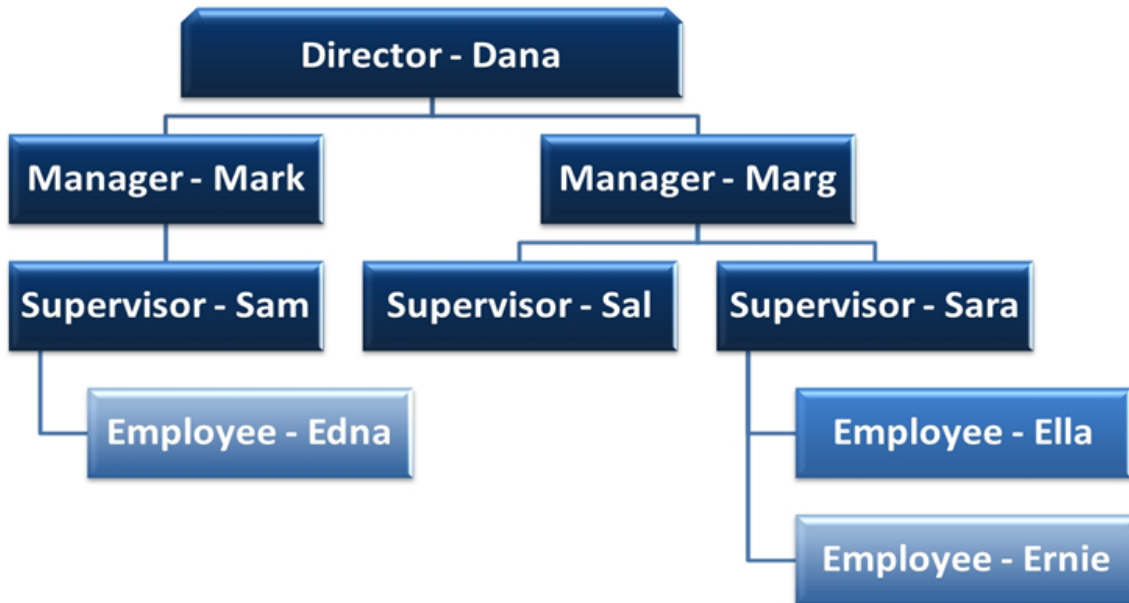 Director - Dana
Manager - Mark
Manager - Marg
Supervisor - Sam
Supervisor - Sal
Supervisor - Sara
Employee - Edna
Employee - Ella
Employee - Ernie